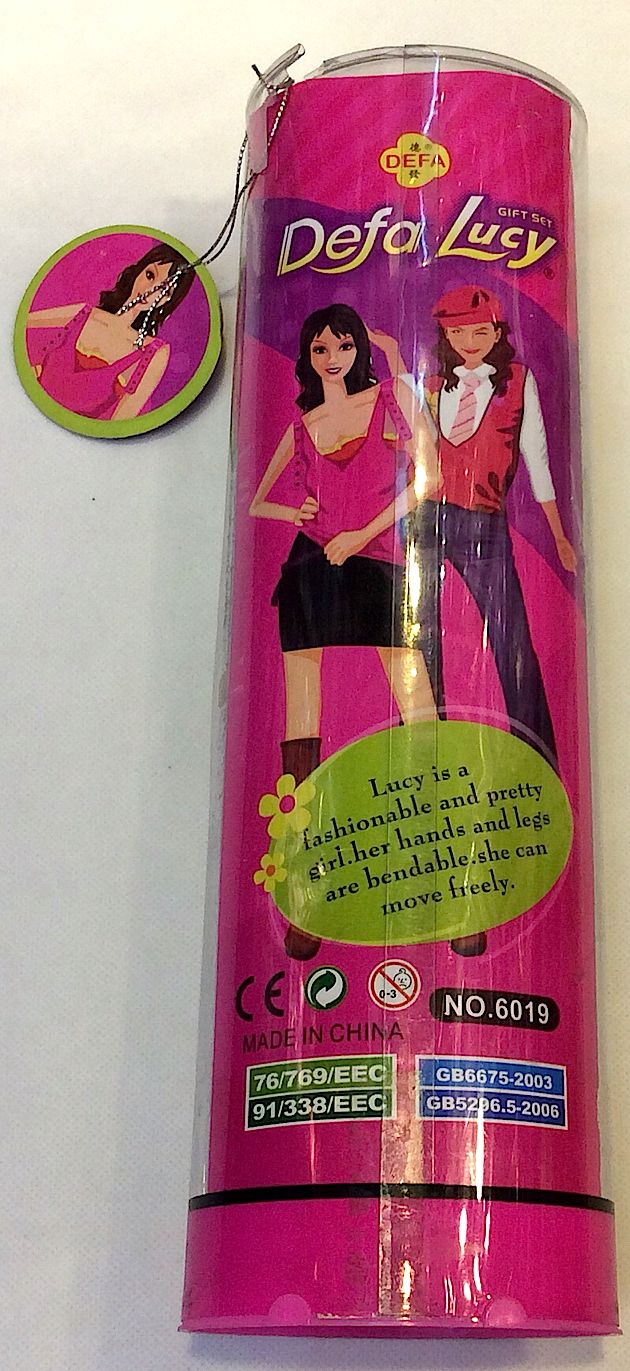 德®
DEFA
發
GIFT SET
Defa Lucy®
Lucy is a
fashionable and pretty
girl.her hands and legs
are bendable.she can
move freely.
CE
0-3
NO.6019
MADE IN CHINA
76/769/EEC
GB6675-2003
91/338/EEC
GB5296.5-2006